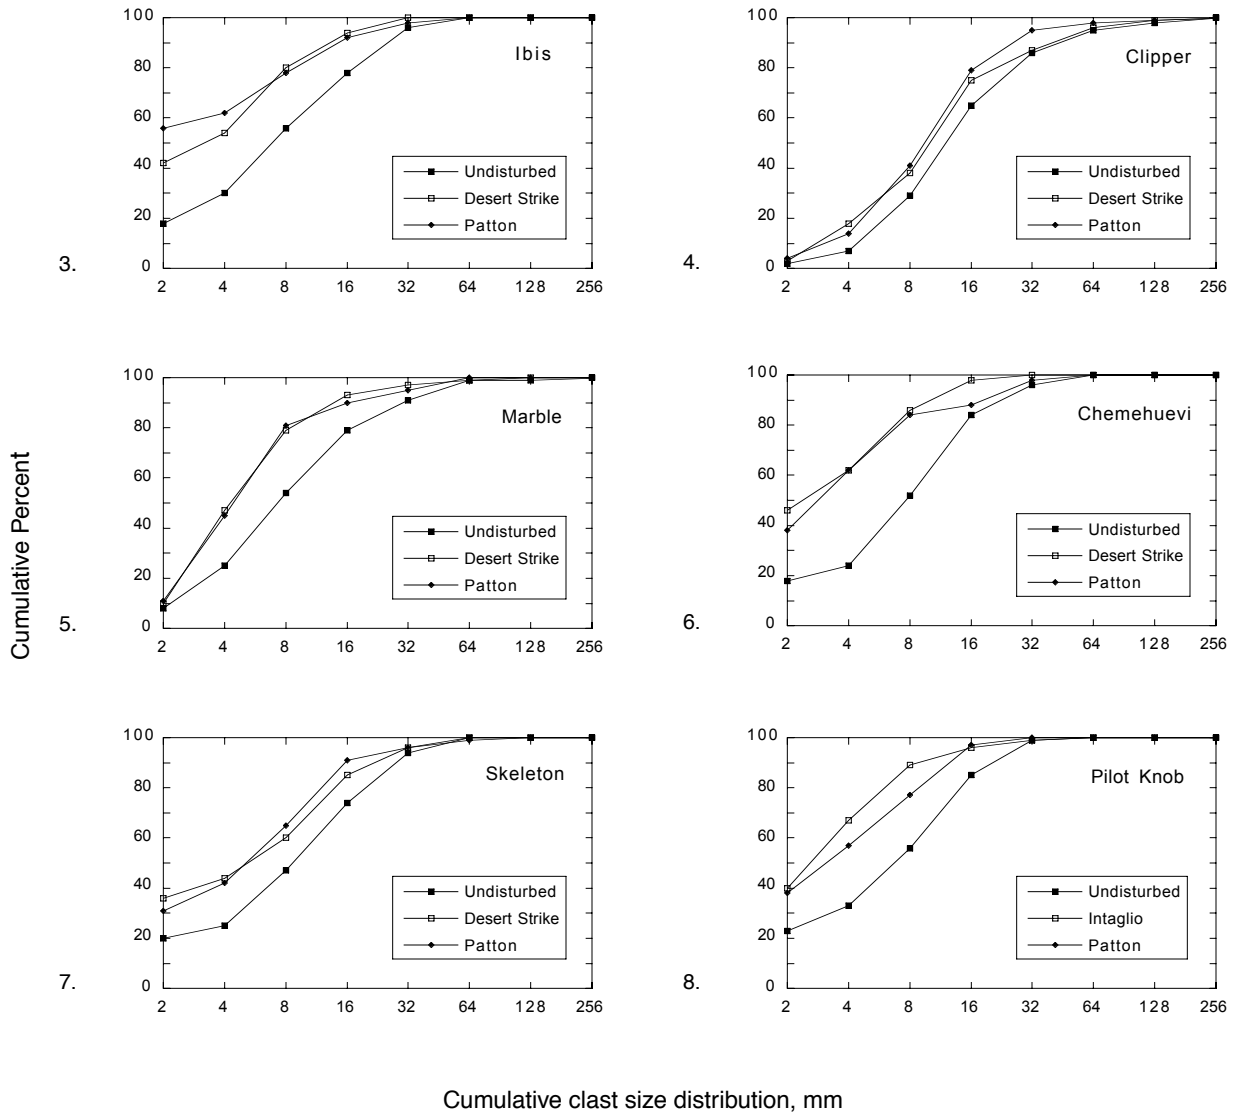 100
80
60
40
20
0
Ibis
Undisturbed
Desert Strike
Patton
3.
2 4 8 16 32 64 128 256
100
80
60
40
20
0
Clipper
Undisturbed
Desert Strike
Patton
4.
2 4 8 16 32 64 128 256
Cumulative Percent
100
80
60
40
20
0
Marble
Undisturbed
Desert Strike
Patton
5.
2 4 8 16 32 64 128 256
100
80
60
40
20
0
Chemehuevi
Undisturbed
Desert Strike
Patton
6.
2 4 8 16 32 64 128 256
100
80
60
40
20
0
Skeleton
Undisturbed
Desert Strike
Patton
7.
2 4 8 16 32 64 128 256
100
80
60
40
20
0
Pilot Knob
Undisturbed
Intaglio
Patton
8.
2 4 8 16 32 64 128 256
Cumulative clast size distribution, mm